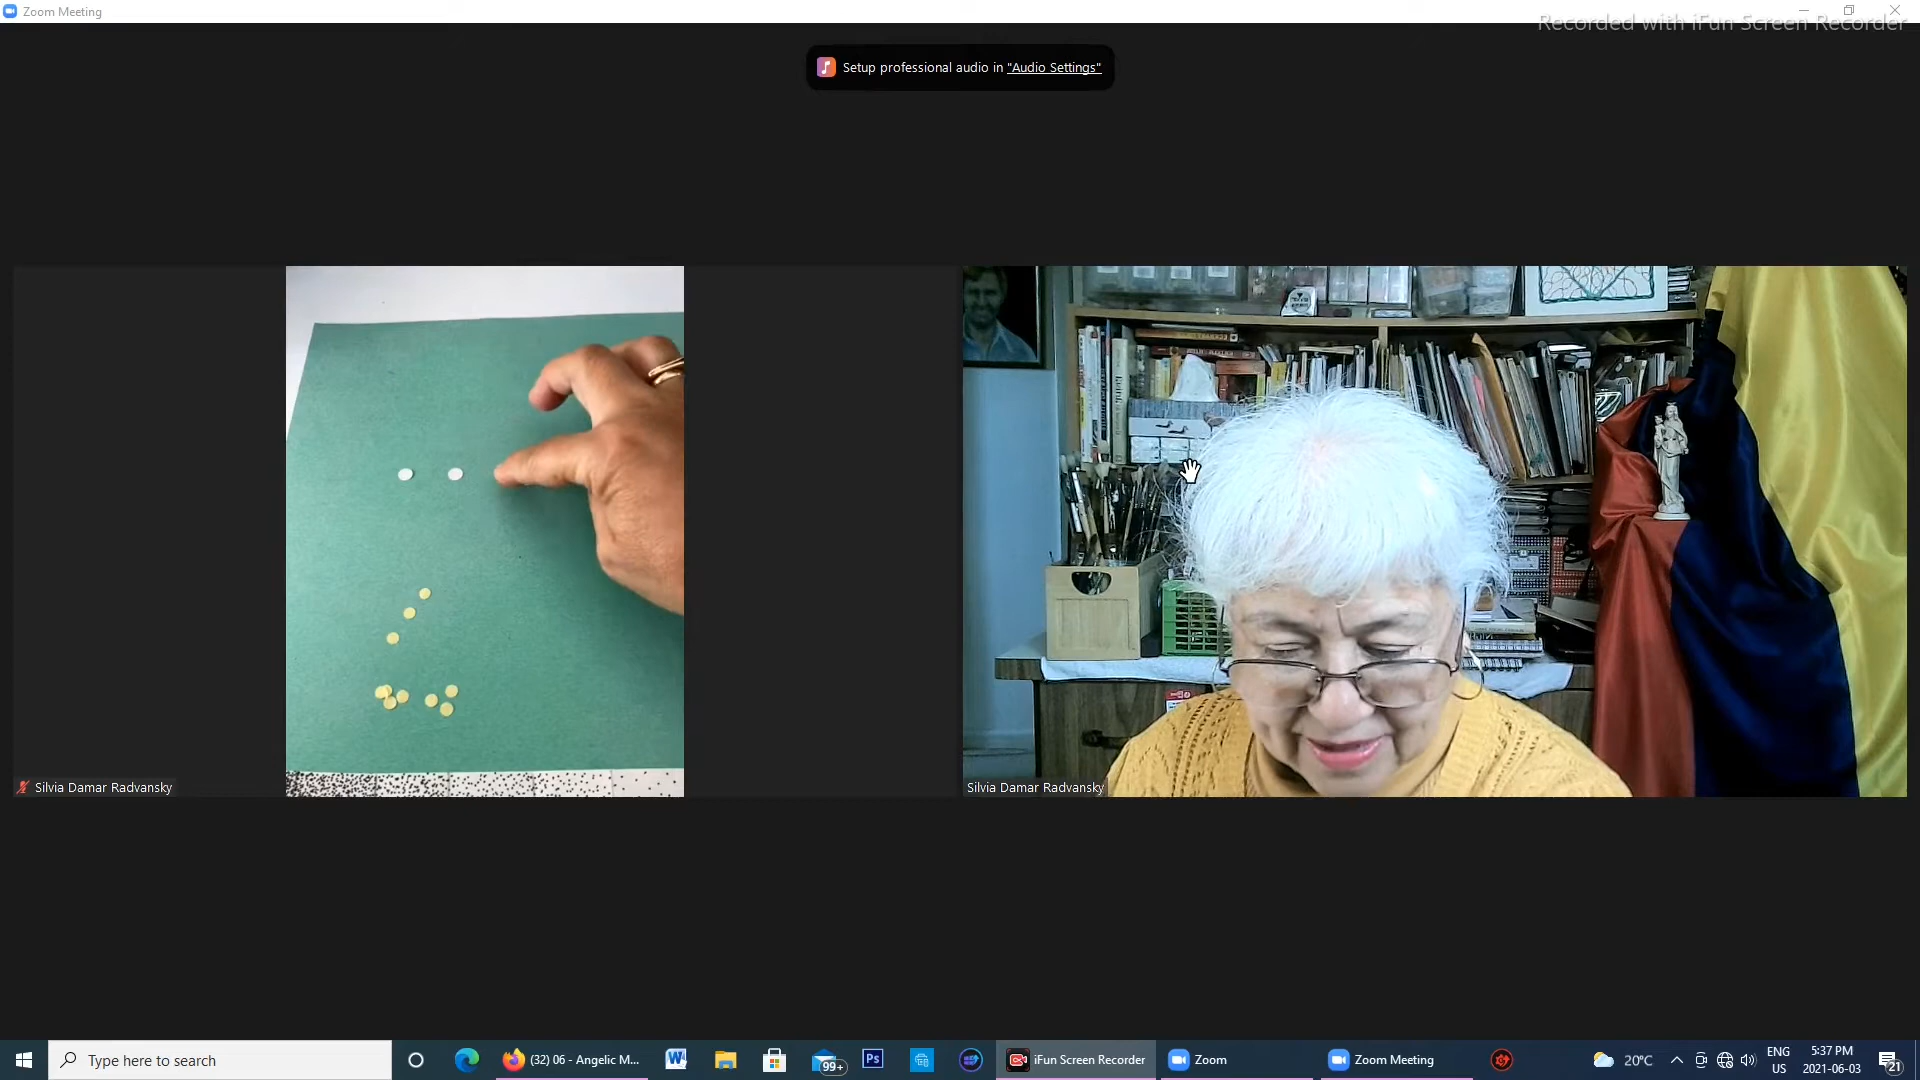 Zoom Meeting
Recorded with iFun Screen Recorder
Setup professional audio in "Audio Settings"
Silvia Damar Radvansky
Silvia Damar Radvansky
Type here to search
(32) 06 - Angelic M...
99+
Ps
iFun Screen Recorder
Zoom
Zoom Meeting
20°C
ENG
US
5:37 PM
2021-06-03
21